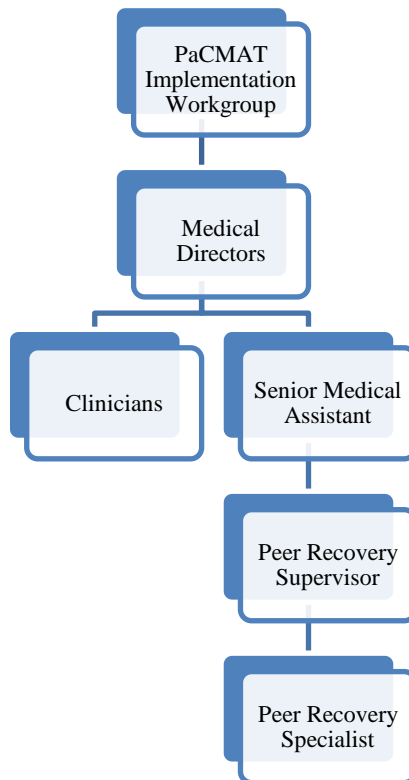 PaCMAT
Implementation
Workgroup
Medical
Directors
Clinicians
Senior Medical
Assistant
Peer Recovery
Supervisor
Peer Recovery
Specialist